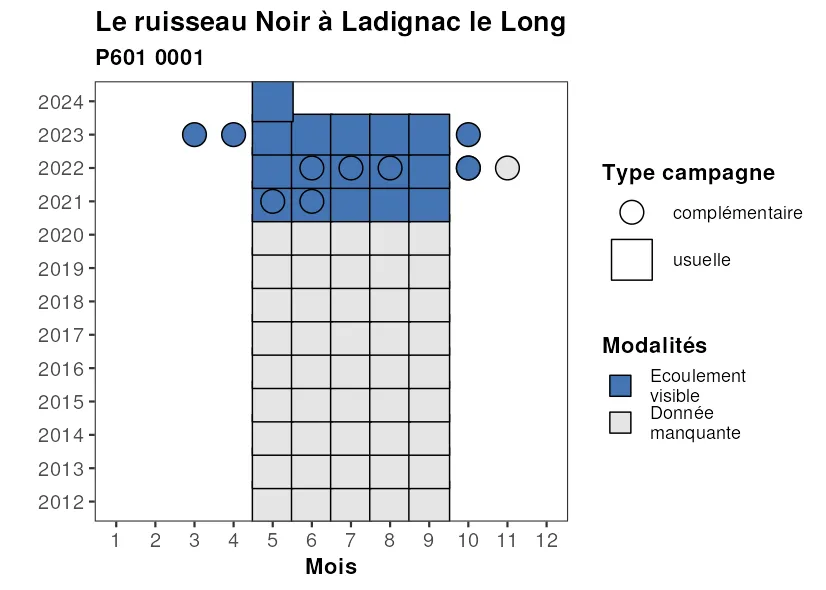 Le ruisseau Noir à Ladignac le Long
P601 0001
2024
2023
2022
2021
2020
2019
2018
2017
2016
2015
2014
2013
2012
1 2 3 4 5 6 7 8 9 10 11 12
Mois
Type campagne
complémentaire
usuelle
Modalités
Ecoulement
visible
Donnée
manquante